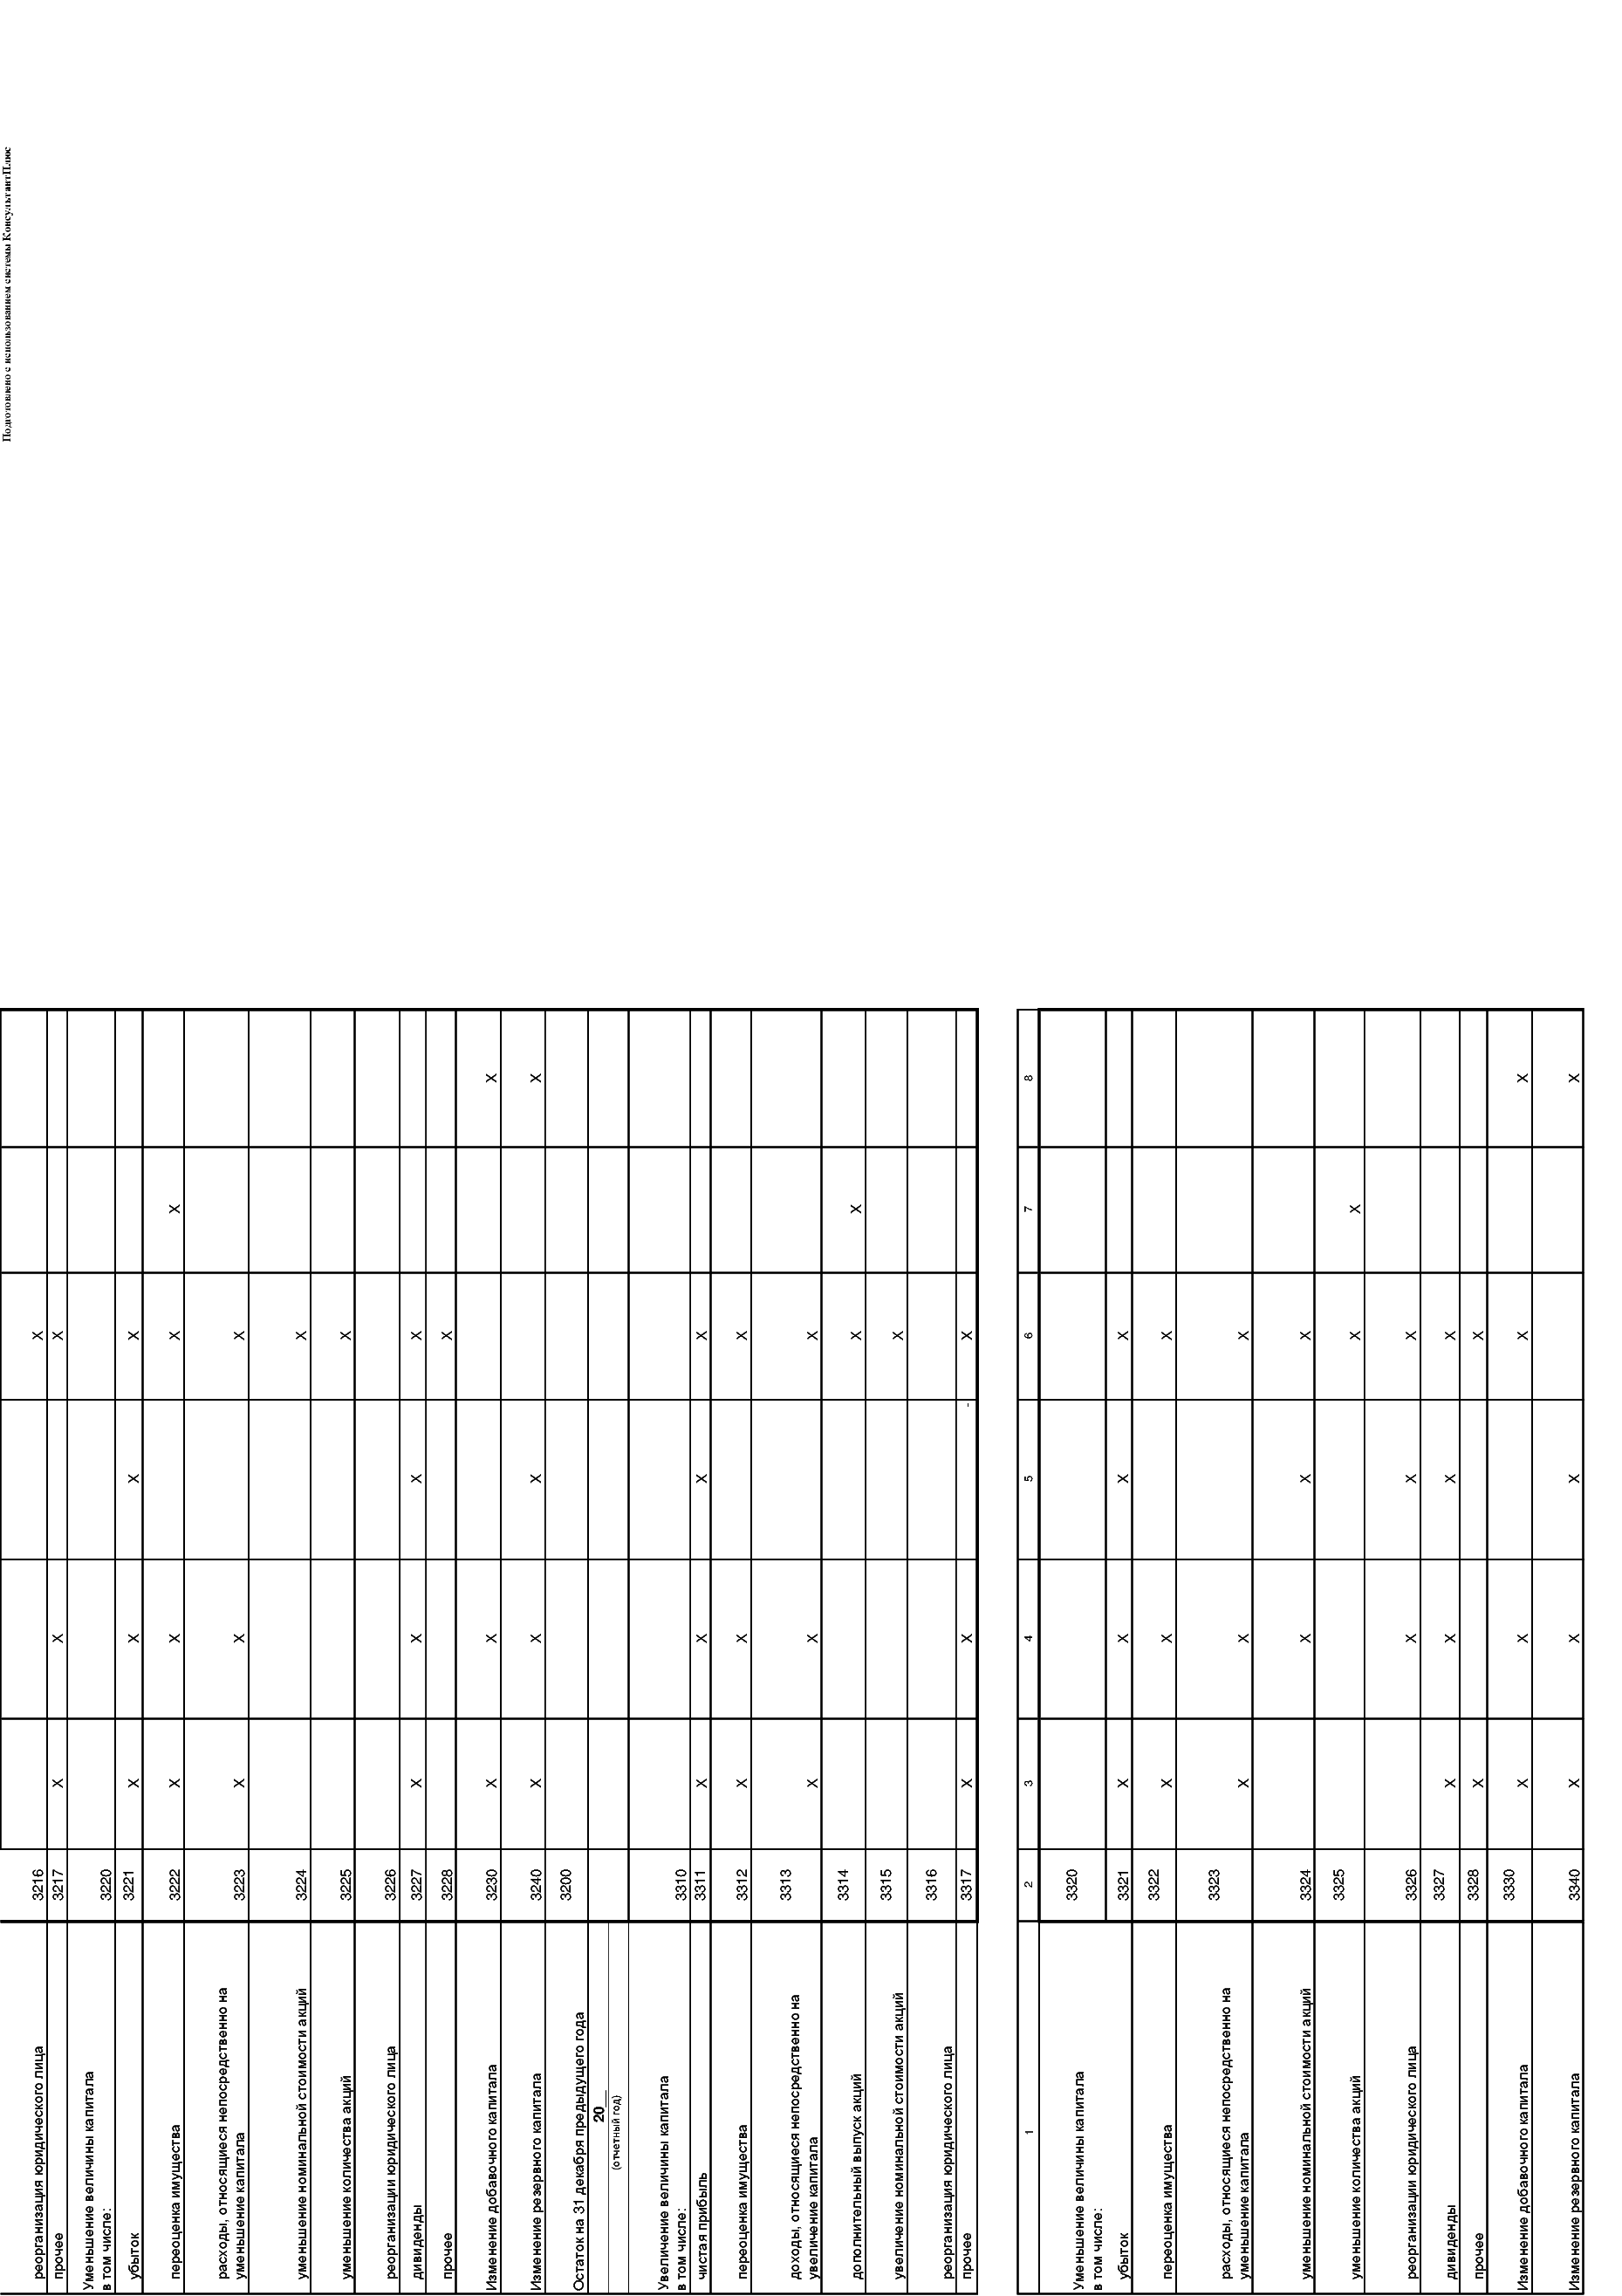 Подготовлено с использованием системы КонсультантПлюс
реорганизация юридического лица 3216 X
прочее 3217 X X X
Уменьшение величины капитала
в том числе: 3220
убыток 3221 X X X X
переоценка имущества 3222 X X X X
расходы, относящиеся непосредственно на
уменьшение капитала 3223 X X X
уменьшение номинальной стоимости акций 3224 X
уменьшение количества акций 3225 X
реорганизации юридического лица 3226
дивиденды 3227 X X X X
прочее 3228 X
Изменение добавочного капитала 3230 X X X
Изменение резервного капитала 3240 X X X X
Остаток на 31 декабря предыдущего года 3200
20__
(отчетный год)
Увеличение величины капитала
в том числе: 3310
чистая прибыль 3311 X X X X
переоценка имущества 3312 X X X
доходы, относящиеся непосредственно на
увеличение капитала 3313 X X X
дополнительный выпуск акций 3314 X X
увеличение номинальной стоимости акций 3315 X
реорганизация юридического лица 3316
прочее 3317 X X - X
1 2 3 4 5 6 7 8
Уменьшение величины капитала 3320
в том числе:
убыток 3321 X X X X
переоценка имущества 3322 X X X
расходы, относящиеся непосредственно на
уменьшение капитала 3323 X X X
уменьшение номинальной стоимости акций 3324 X X X
уменьшение количества акций 3325 X X
реорганизации юридического лица 3326 X X X
дивиденды 3327 X X X X
прочее 3328 X X
Изменение добавочного капитала 3330 X X X X
Изменение резервного капитала 3340 X X X X